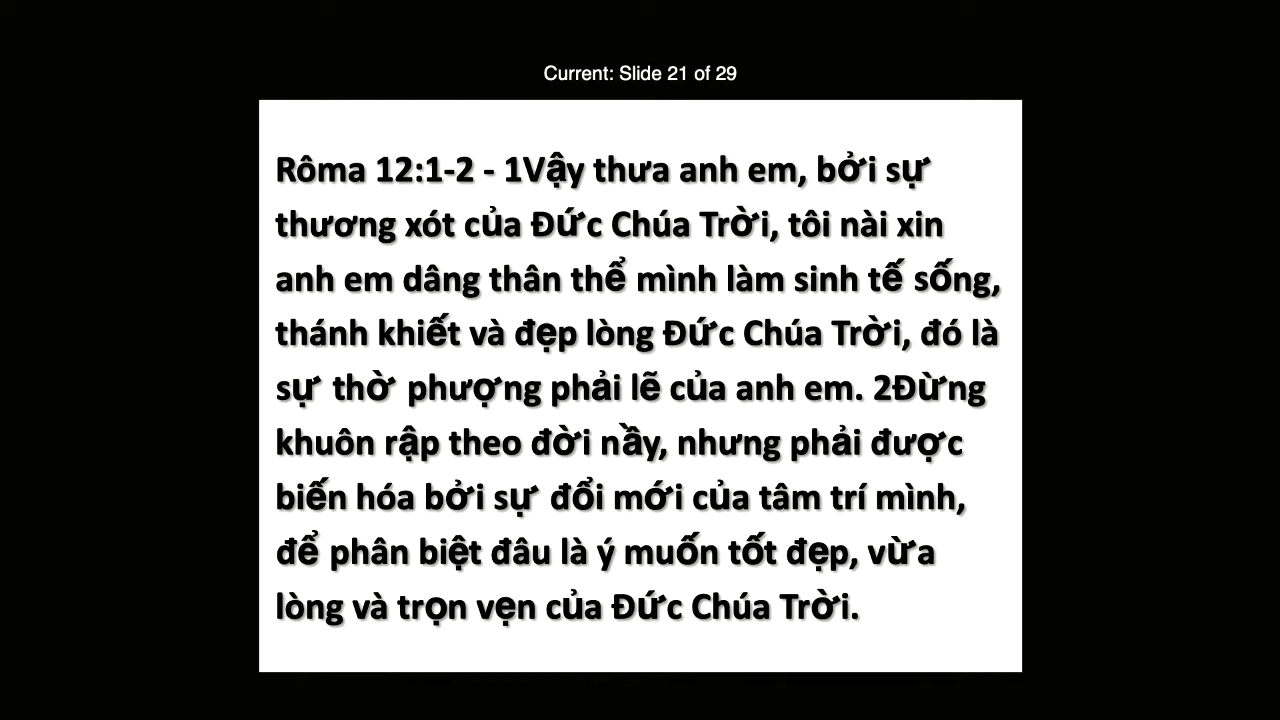 Current: Slide 21 of 29
Rôma 12:1-2 - 1Vậy thưa anh em, bởi sự
thương xót của Đức Chúa Trời, tôi nài xin
anh em dâng thân thể mình làm sinh tế sống,
thánh khiết và đẹp lòng Đức Chúa Trời, đó là
sự thờ phượng phải lẽ của anh em. 2Đừng
khuôn rập theo đời nầy, nhưng phải được
biến hóa bởi sự đổi mới của tâm trí mình,
để phân biệt đâu là ý muốn tốt đẹp, vừa
lòng và trọn vẹn của Đức Chúa Trời.